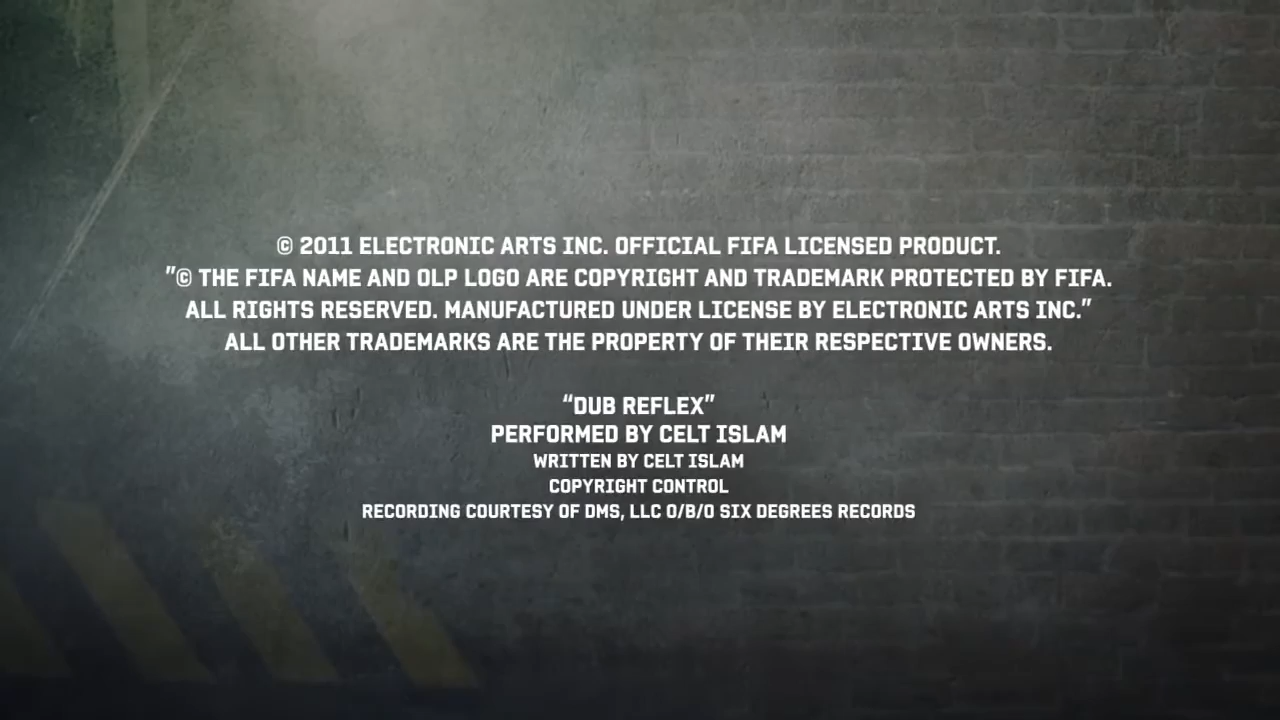 © 2011 ELECTRONIC ARTS INC. OFFICIAL FIFA LICENSED PRODUCT.
"© THE FIFA NAME AND OLP LOGO ARE COPYRIGHT AND TRADEMARK PROTECTED BY FIFA.
ALL RIGHTS RESERVED. MANUFACTURED UNDER LICENSE BY ELECTRONIC ARTS INC."
ALL OTHER TRADEMARKS ARE THE PROPERTY OF THEIR RESPECTIVE OWNERS.
“DUB REFLEX”
PERFORMED BY CELT ISLAM
WRITTEN BY CELT ISLAM
COPYRIGHT CONTROL
RECORDING COURTESY OF DMS, LLC O/B/O SIX DEGREES RECORDS